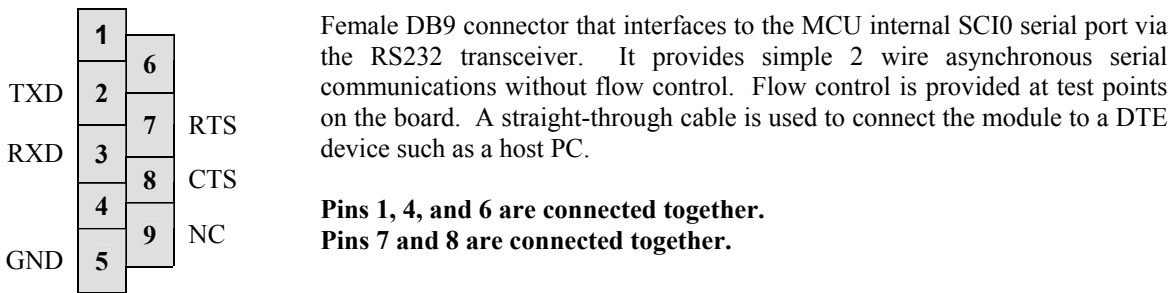 1
6
TXD 2
7 RTS
RXD 3
8 CTS
4
9 NC
GND 5
Female DB9 connector that interfaces to the MCU internal SCI0 serial port via
the RS232 transceiver. It provides simple 2 wire asynchronous serial
communications without flow control. Flow control is provided at test points
on the board. A straight-through cable is used to connect the module to a DTE
device such as a host PC.
Pins 1, 4, and 6 are connected together.
Pins 7 and 8 are connected together.